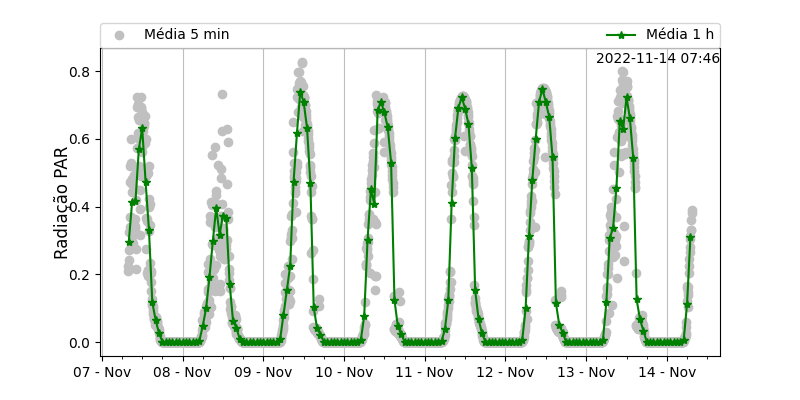 Média 5 min
Média 1 h
2022-11-14 07:46
Radiação PAR
0.8
0.6
0.4
0.2
0.0
07 - Nov
08 - Nov
09 - Nov
10 - Nov
11 - Nov
12 - Nov
13 - Nov
14 - Nov